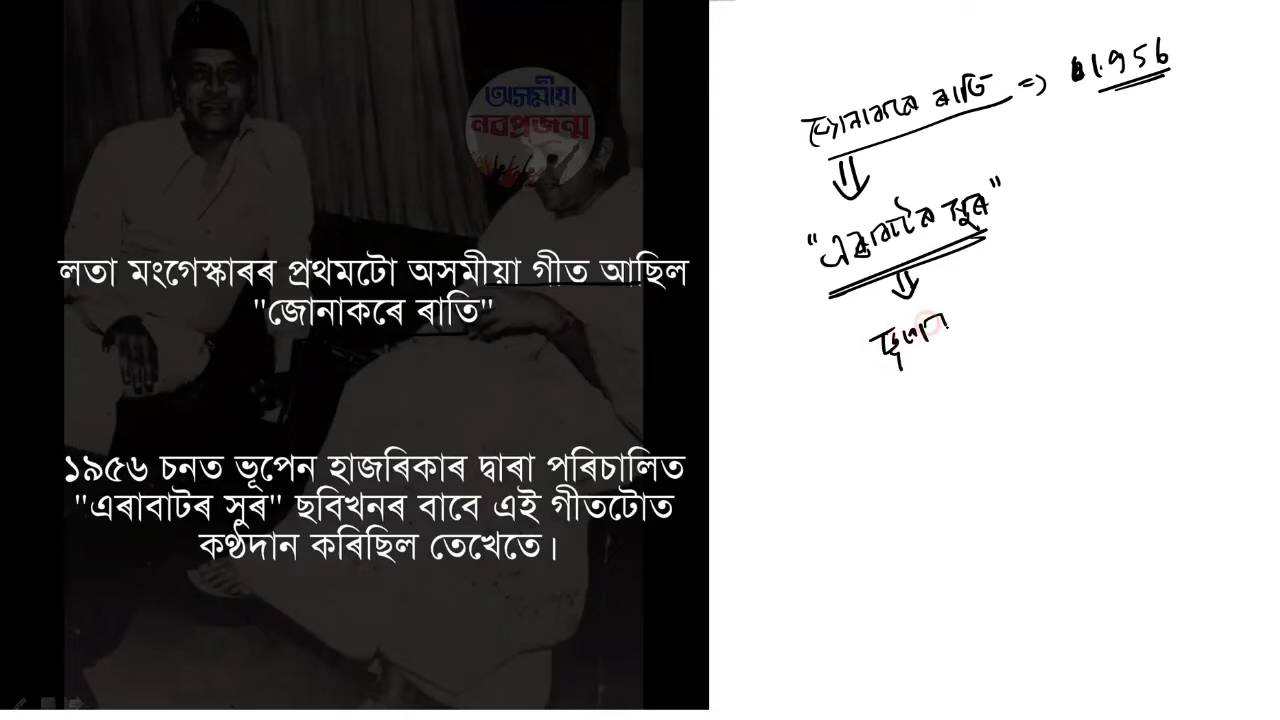 অসমীয়া
নৱপ্ৰজন্ম
লতা মংগেস্কাৰৰ প্ৰথমটো অসমীয়া গীত আছিল
"জোনাকৰে ৰাতি"
১৯৫৬ চনত ভূপেন হাজৰিকাৰ দ্বাৰা পৰিচালিত
"এৰাবাটৰ সুৰ" ছবিখনৰ বাবে এই গীতটোত
কণ্ঠদান কৰিছিল তেখেতে।
জোনাকৰে ৰাতি => 1956
"এৰাবাটৰ সুৰ"